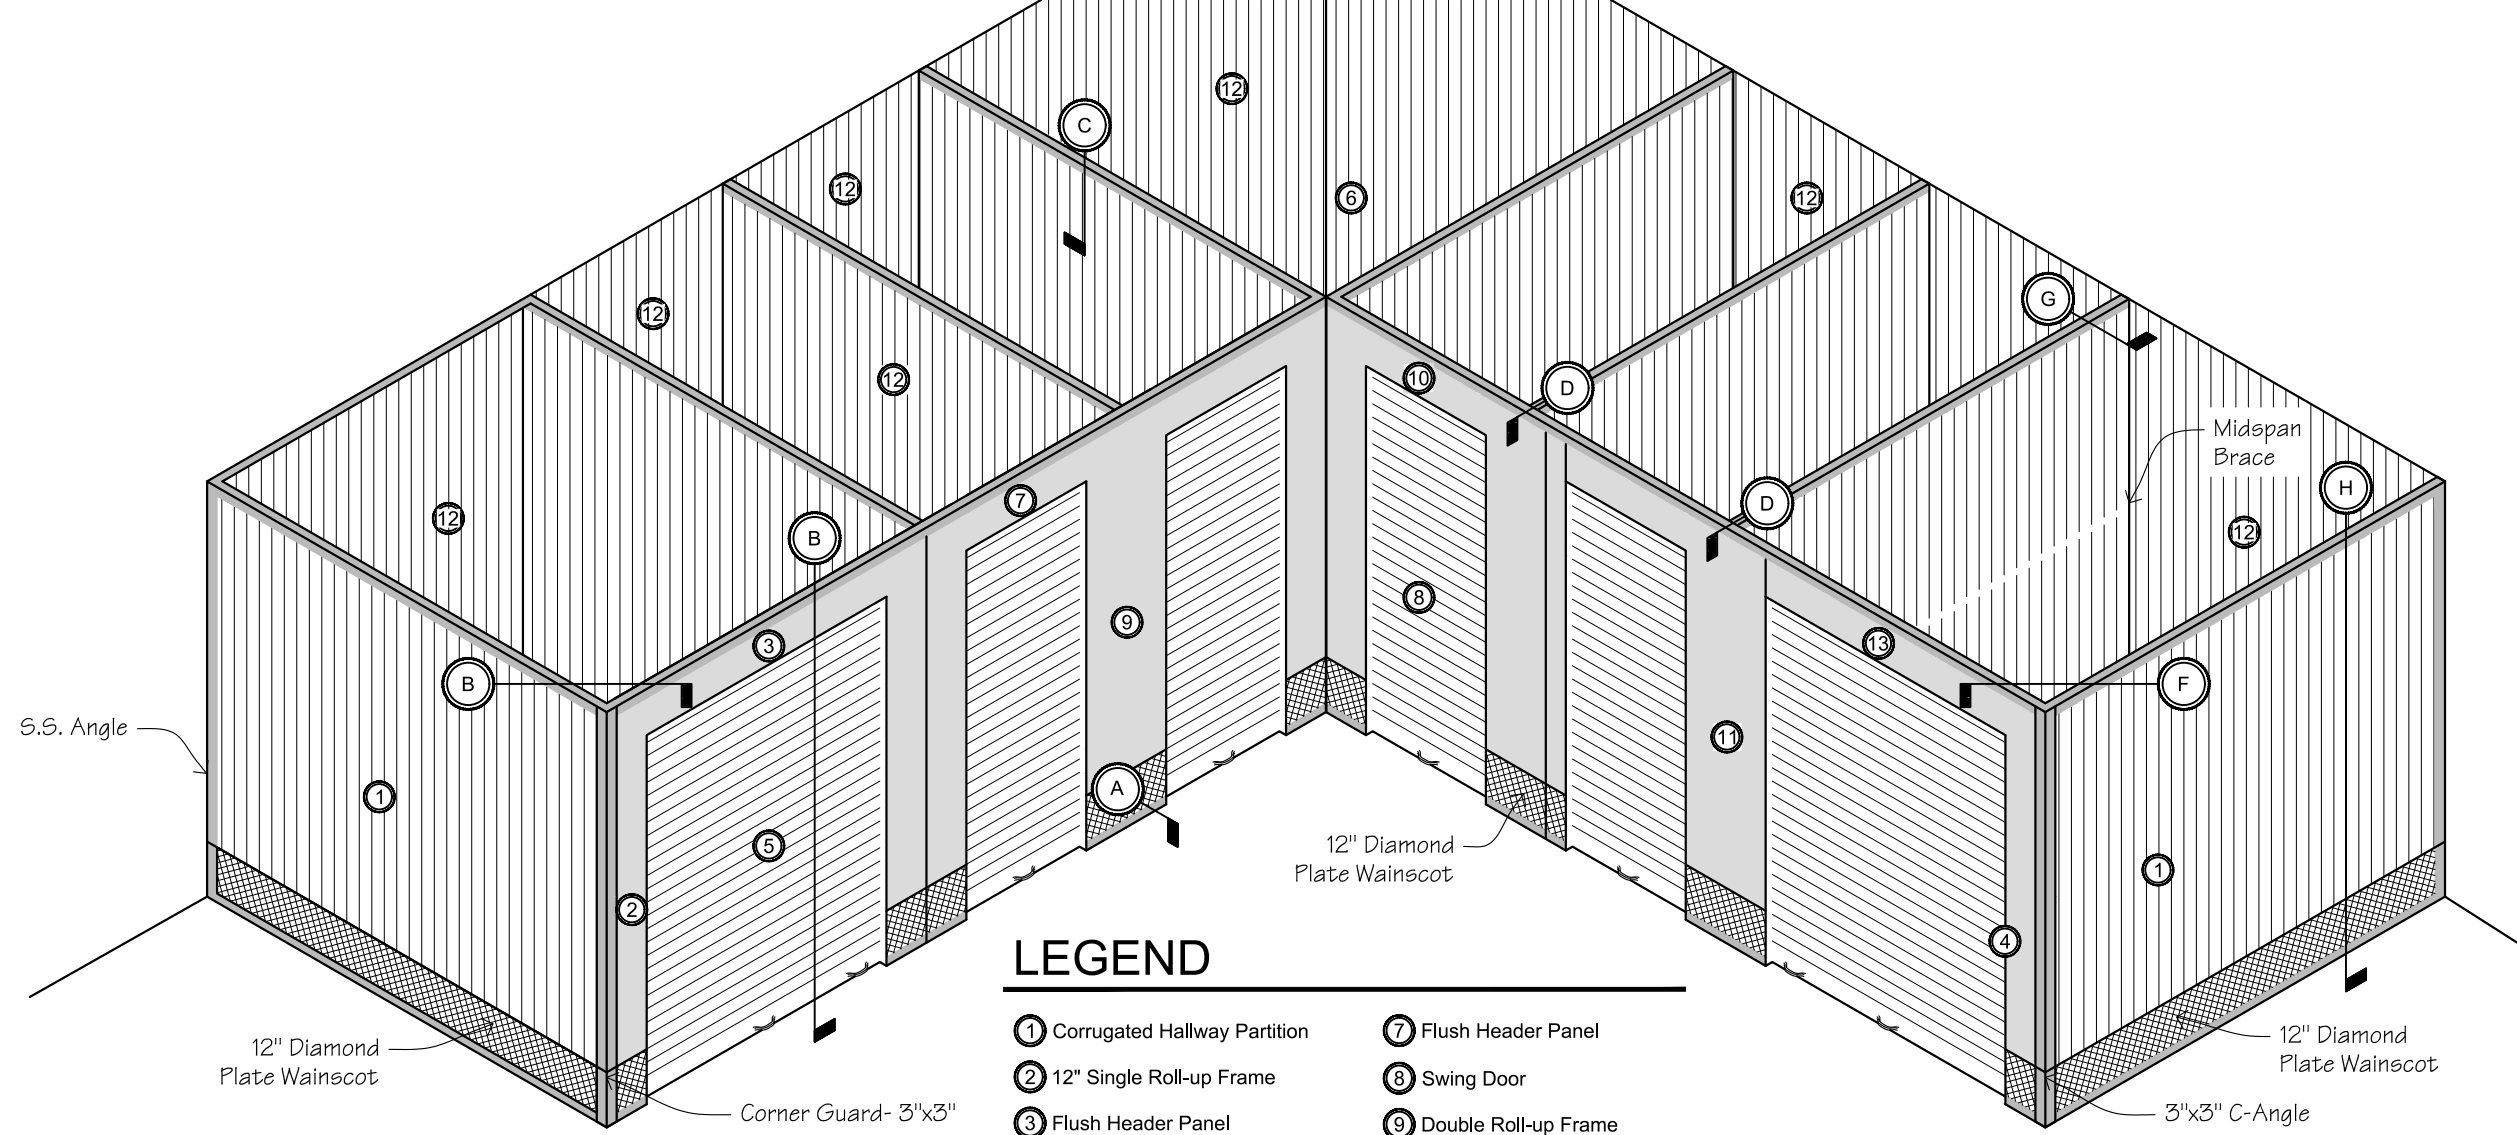 12
C
12
6
12
12
G
12
10
D
12
Midspan
Brace
7
D
H
12
B
12
8
9
3
13
B
F
S.S. Angle
11
A
1
5
12" Diamond
Plate Wainscot
1
2
4
LEGEND
1 Corrugated Hallway Partition
2 12" Single Roll-up Frame
3 Flush Header Panel
7 Flush Header Panel
8 Swing Door
9 Double Roll-up Frame
12" Diamond
Plate Wainscot
Corner Guard- 3"x3"
12" Diamond
Plate Wainscot
3"x3" C-Angle